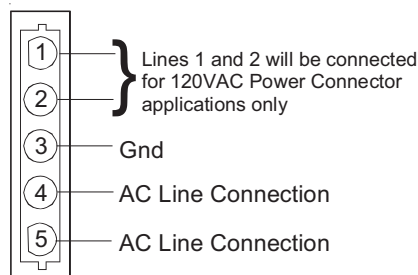 1
2
3
4
5
Lines 1 and 2 will be connected
for 120VAC Power Connector
applications only
Gnd
AC Line Connection
AC Line Connection